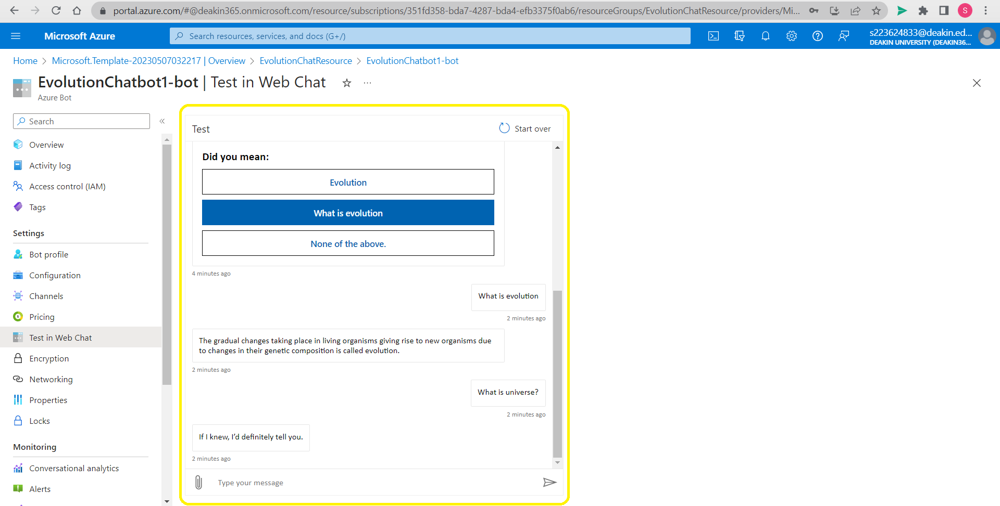 portal.azure.com/#@deakin365.onmicrosoft.com/resource/subscriptions/351fd358-bda7-4287-bda4-efb3375f0ab6/resourceGroups/EvolutionChatResource/providers/Mi...
S
Microsoft Azure
Search resources, services, and docs (G+/)
s223624833@deakin.ed...
DEAKIN UNIVERSITY (DEAKIN36...
Home > Microsoft.Template-20230507032217 | Overview > EvolutionChatResource > EvolutionChatbot1-bot
EvolutionChatbot1-bot | Test in Web Chat
Azure Bot
Search
Overview
Activity log
Access control (IAM)
Tags
Settings
Bot profile
Configuration
Channels
Pricing
Test in Web Chat
Encryption
Networking
Properties
Locks
Monitoring
Conversational analytics
Alerts
Test
Start over
Did you mean:
Evolution
What is evolution
None of the above.
4 minutes ago
What is evolution
2 minutes ago
The gradual changes taking place in living organisms giving rise to new organisms due
to changes in their genetic composition is called evolution.
2 minutes ago
What is universe?
2 minutes ago
If I knew, I’d definitely tell you.
2 minutes ago
Type your message